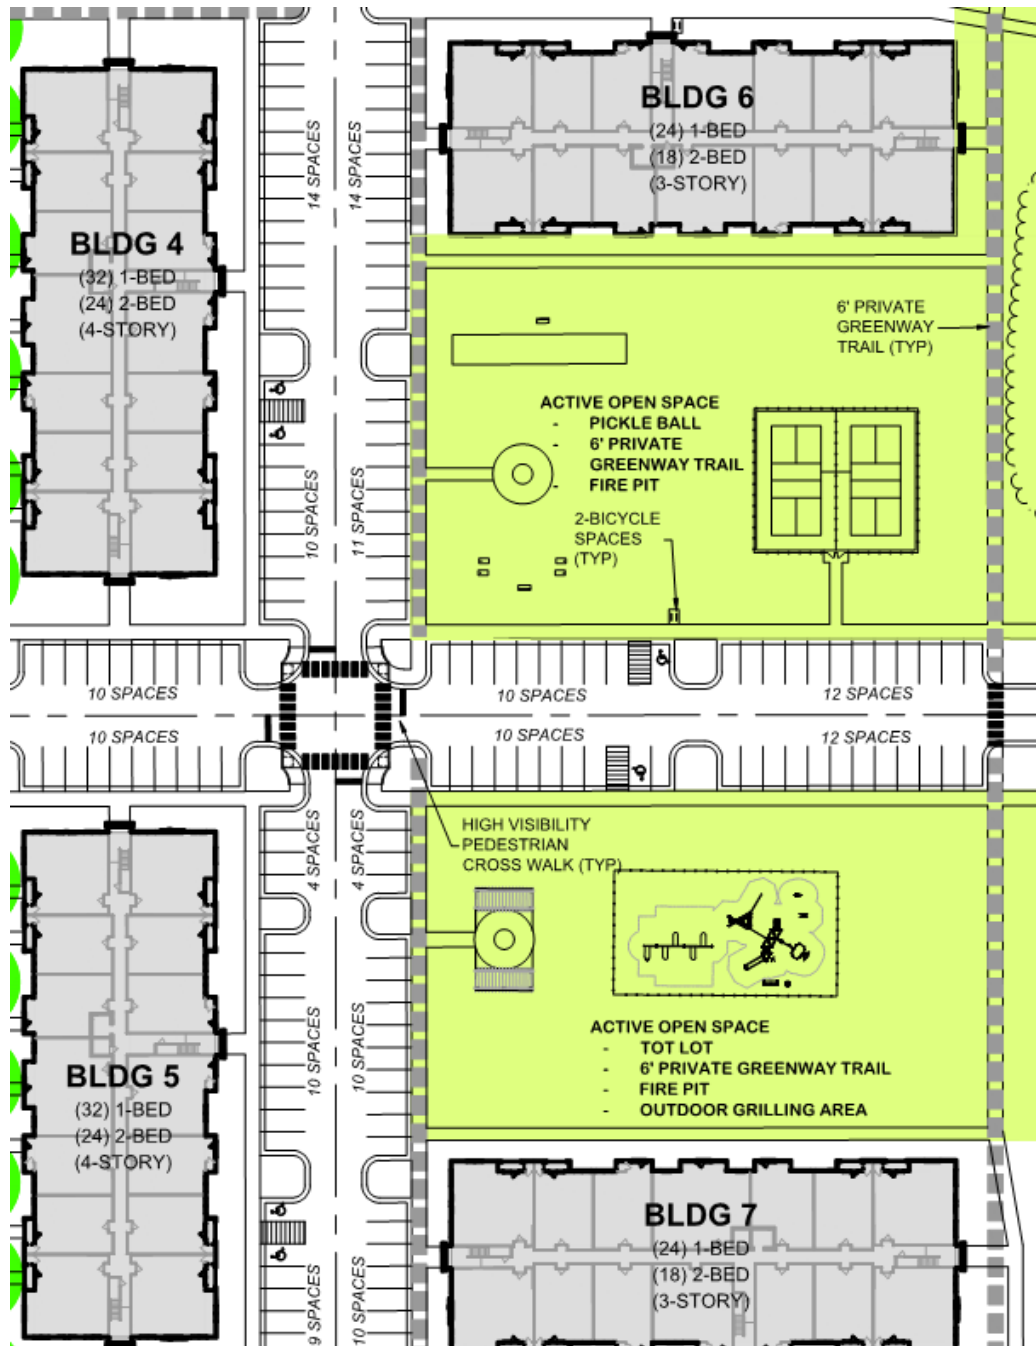 BLDG 6
(24) 1-BED
(18) 2-BED
(3-STORY)
14 SPACES
14 SPACES
BLDG 4
(32) 1-BED
(24) 2-BED
(4-STORY)
6' PRIVATE
GREENWAY
TRAIL (TYP)
ACTIVE OPEN SPACE
- PICKLE BALL
- 6' PRIVATE
GREENWAY TRAIL
- FIRE PIT
10 SPACES
11 SPACES
2-BICYCLE
SPACES
(TYP)
10 SPACES
10 SPACES
12 SPACES
10 SPACES
10 SPACES
12 SPACES
HIGH VISIBILITY
PEDESTRIAN
CROSS WALK (TYP)
4 SPACES
4 SPACES
10 SPACES
10 SPACES
ACTIVE OPEN SPACE
- TOT LOT
- 6' PRIVATE GREENWAY TRAIL
- FIRE PIT
- OUTDOOR GRILLING AREA
BLDG 5
(32) 1-BED
(24) 2-BED
(4-STORY)
BLDG 7
(24) 1-BED
(18) 2-BED
(3-STORY)
9 SPACES
10 SPACES